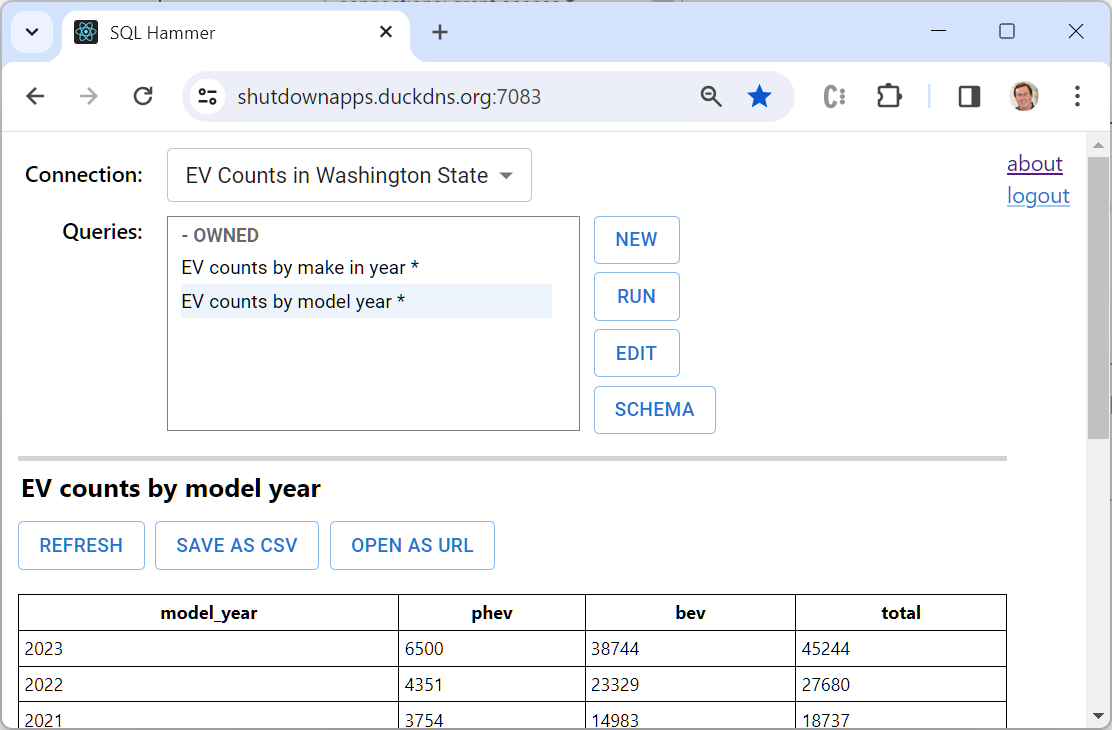 SQL Hammer
shutdownapps.duckdns.org:7083
Connection: EV Counts in Washington State
about
logout
Queries:
- OWNED
EV counts by make in year *
EV counts by model year *
NEW
RUN
EDIT
SCHEMA
EV counts by model year
REFRESH SAVE AS CSV OPEN AS URL
model_year phev bev total
2023 6500 38744 45244
2022 4351 23329 27680
2021 3754 14983 18737